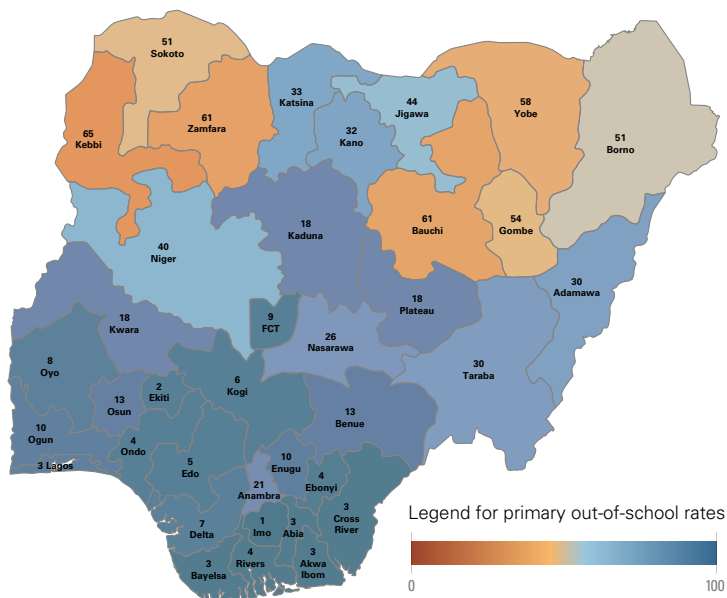 51
Sokoto
65
Kebbi
61
Zamfara
33
Katsina
32
Kano
44
Jigawa
58
Yobe
51
Borno
61
Bauchi
54
Gombe
40
Niger
18
Kaduna
30
Adamawa
18
Plateau
9
FCT
18
Kwara
26
Nasarawa
30
Taraba
8
Oyo
13
Osun
2
Ekiti
6
Kogi
13
Benue
10
Ogun
4
Ondo
3 Lagos
5
Edo
10
Enugu
21
Anambra
4
Ebonyi
3
Cross
River
7
Delta
1
Imo
3
Abia
3
Bayelsa
4
Rivers
3
Akwa
Ibom
Legend for primary out-of-school rates
0
100